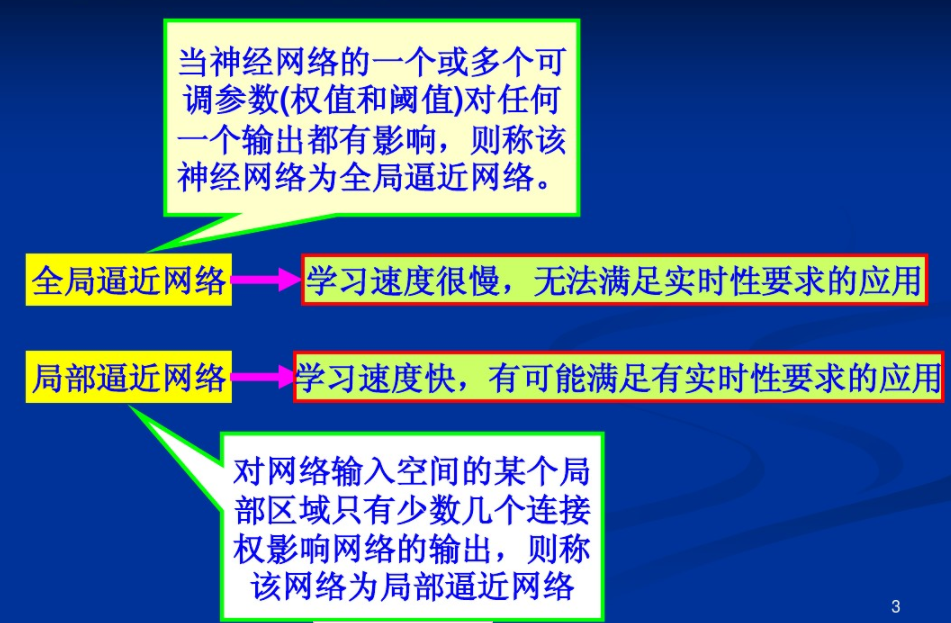 当神经网络的一个或多个可
调参数(权值和阈值)对任何
一个输出都有影响，则称该
神经网络为全局逼近网络。
全局逼近网络
学习速度很慢，无法满足实时性要求的应用
局部逼近网络
学习速度快，有可能满足有实时性要求的应用
对网络输入空间的某个局
部区域只有少数几个连接
权影响网络的输出，则称
该网络为局部逼近网络
3